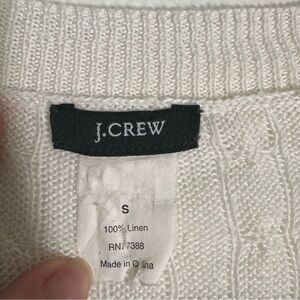 J.CREW
S
100% Linen
RN77388
Made in China